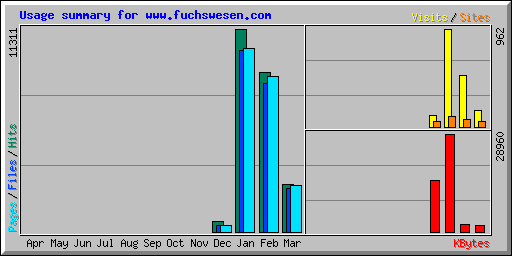 Usage summary for www.fuchswesen.com
Visits/Sites
11311
962
Pages/Files/Hits
28960
Apr May Jun Jul Aug Sep Oct Nov Dec Jan Feb Mar
KBytes